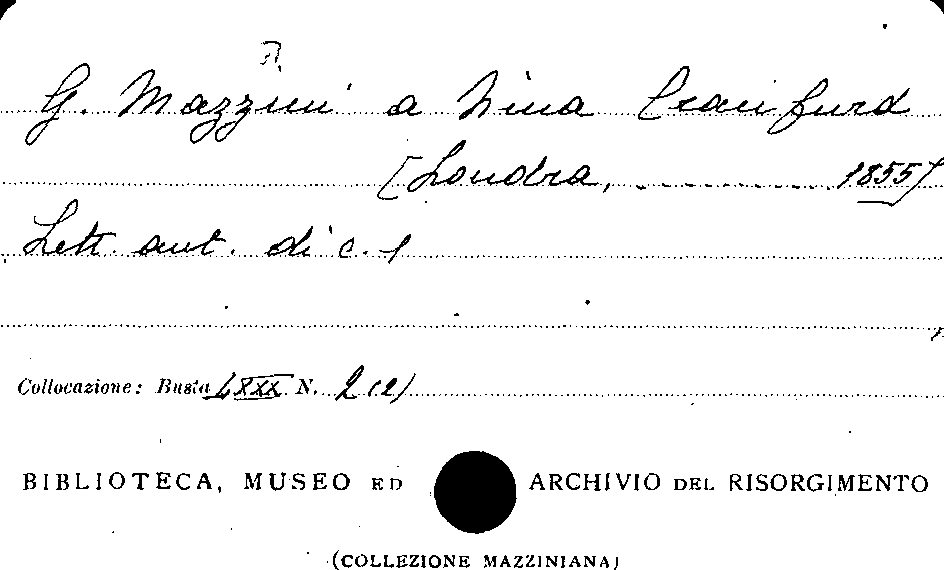 G. Mazzini a Nina Craufurd
[Londra, ............. 1855]
Lett. aut. di c. 1
Collocazione: Busta LXXX N. 2 (2)
BIBLIOTECA, MUSEO ED ARCHIVIO DEL RISORGIMENTO
(COLLEZIONE MAZZINIANA)